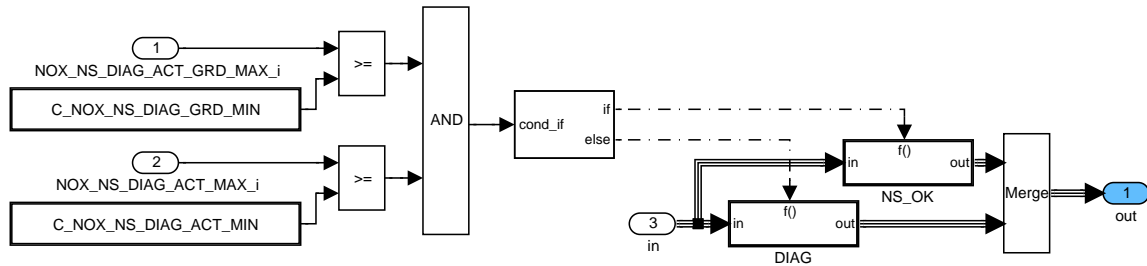 1
NOX_NS_DIAG_ACT_GRD_MAX_i
C_NOX_NS_DIAG_GRD_MIN
>=
2
NOX_NS_DIAG_ACT_MAX_i
C_NOX_NS_DIAG_ACT_MIN
>=
AND
cond_if
if
else
3
in
in
f()
out
NS_OK
in
f()
out
DIAG
Merge
1
out